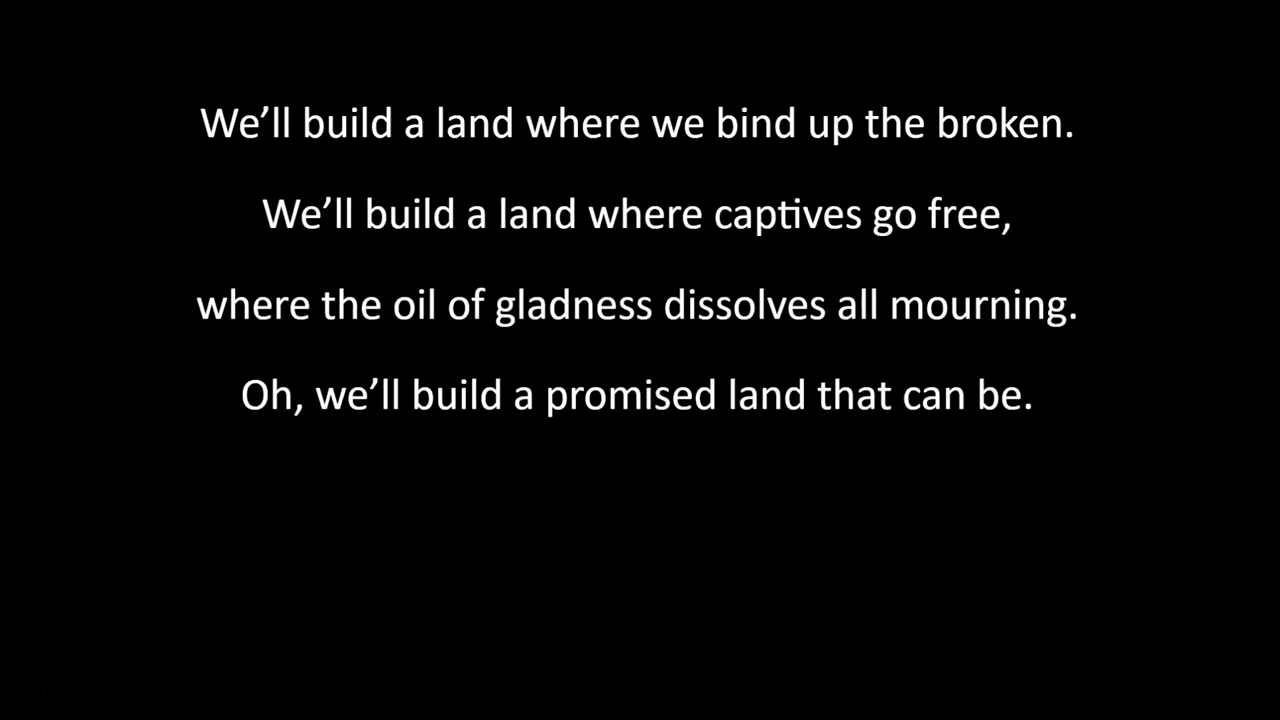 We’ll build a land where we bind up the broken.
We’ll build a land where captives go free,
where the oil of gladness dissolves all mourning.
Oh, we’ll build a promised land that can be.